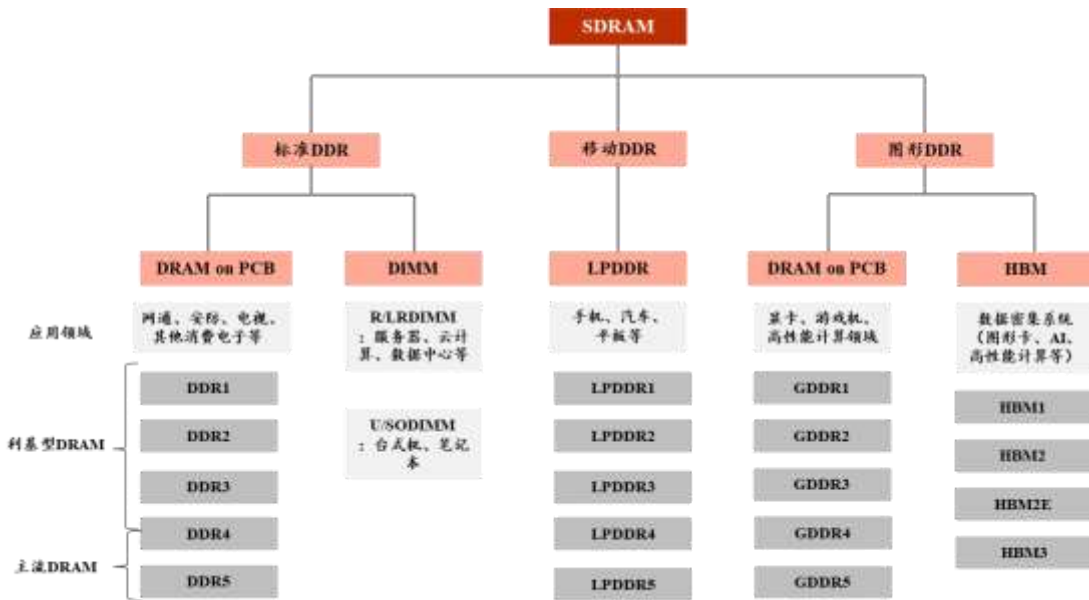 SDRAM
标准DDR
移动DDR
图形DDR
DRAM on PCB
DIMM
LPDDR
DRAM on PCB
HBM
应用领域
网通、安防、电视、
其他消费电子等
R/LRDIMM
：服务器、云计
算、数据中心等
U/SODIMM
：台式机、笔记
本
手机、汽车、
平板等
显卡、游戏机、
高性能计算领域
数据密集系统
（图形卡、AI、
高性能计算等）
利基型DRAM
主流DRAM
DDR1
DDR2
DDR3
DDR4
DDR5
LPDDR1
LPDDR2
LPDDR3
LPDDR4
LPDDR5
GDDR1
GDDR2
GDDR3
GDDR4
GDDR5
HBM1
HBM2
HBM2E
HBM3